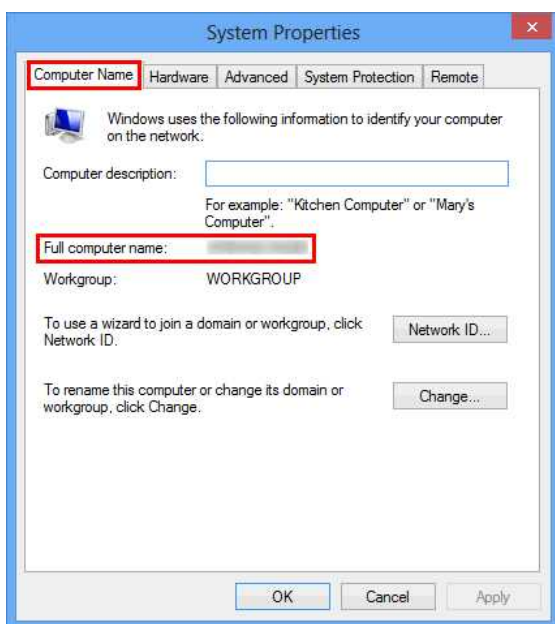 System Properties
Computer Name Hardware Advanced System Protection Remote
Windows uses the following information to identify your computer
on the network.
Computer description:
For example: "Kitchen Computer" or "Mary's
Computer".
Full computer name:
Workgroup: WORKGROUP
To use a wizard to join a domain or workgroup, click
Network ID.
Network ID...
To rename this computer or change its domain or
workgroup, click Change.
Change...
OK Cancel Apply